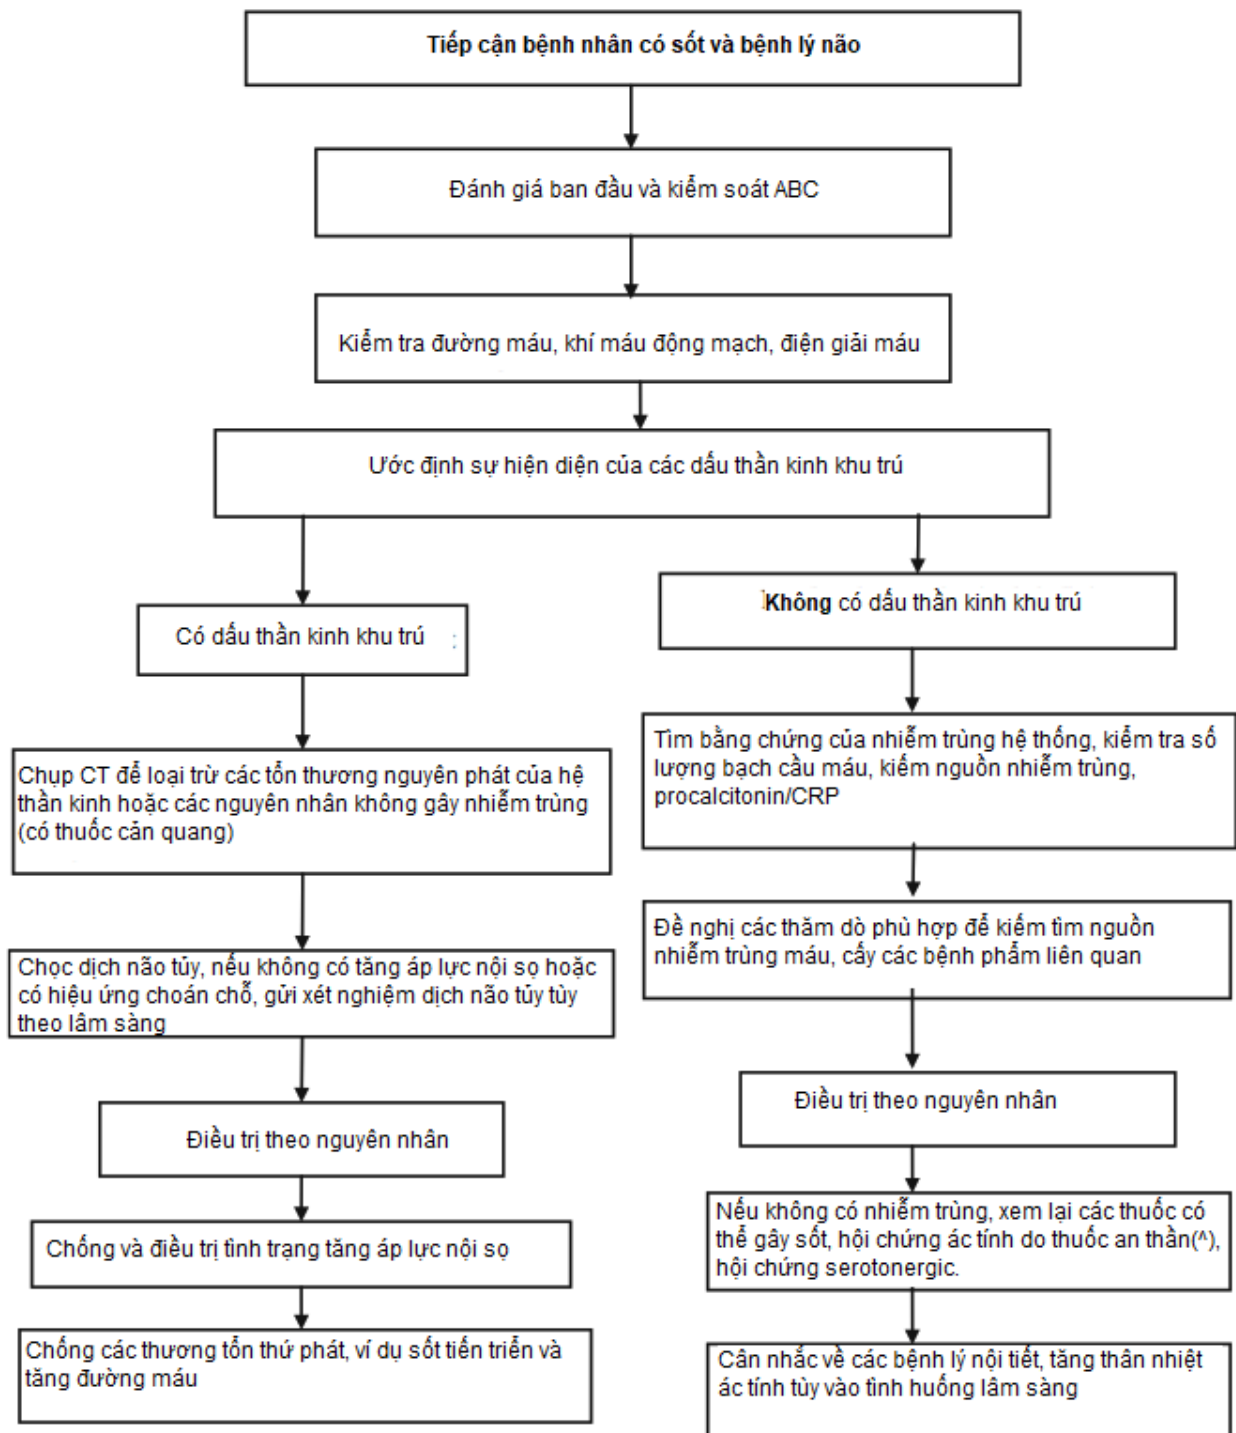 Tiếp cận bệnh nhân có sốt và bệnh lý não
Đánh giá ban đầu và kiểm soát ABC
Kiểm tra đường máu, khí máu động mạch, điện giải máu
Ước định sự hiện diện của các dấu thần kinh khu trú
Có dấu thần kinh khu trú
Chụp CT để loại trừ các tổn thương nguyên phát của hệ
thần kinh hoặc các nguyên nhân không gây nhiễm trùng
(có thuốc cản quang)
Chọc dịch não tủy, nếu không có tăng áp lực nội sọ hoặc
có hiệu ứng choán chỗ, gửi xét nghiệm dịch não tủy tùy
theo lâm sàng
Điều trị theo nguyên nhân
Chống và điều trị tình trạng tăng áp lực nội sọ
Chống các thương tổn thứ phát, ví dụ sốt tiến triển và
tăng đường máu
Không có dấu thần kinh khu trú
Tìm bằng chứng của nhiễm trùng hệ thống, kiểm tra số
lượng bạch cầu máu, kiếm nguồn nhiễm trùng,
procalcitonin/CRP
Đề nghị các thăm dò phù hợp để kiếm tìm nguồn
nhiễm trùng máu, cấy các bệnh phẩm liên quan
Điều trị theo nguyên nhân
Nếu không có nhiễm trùng, xem lại các thuốc có
thể gây sốt, hội chứng ác tính do thuốc an thần(^),
hội chứng serotonergic.
Cân nhắc về các bệnh lý nội tiết, tăng thân nhiệt
ác tính tùy vào tình huống lâm sàng